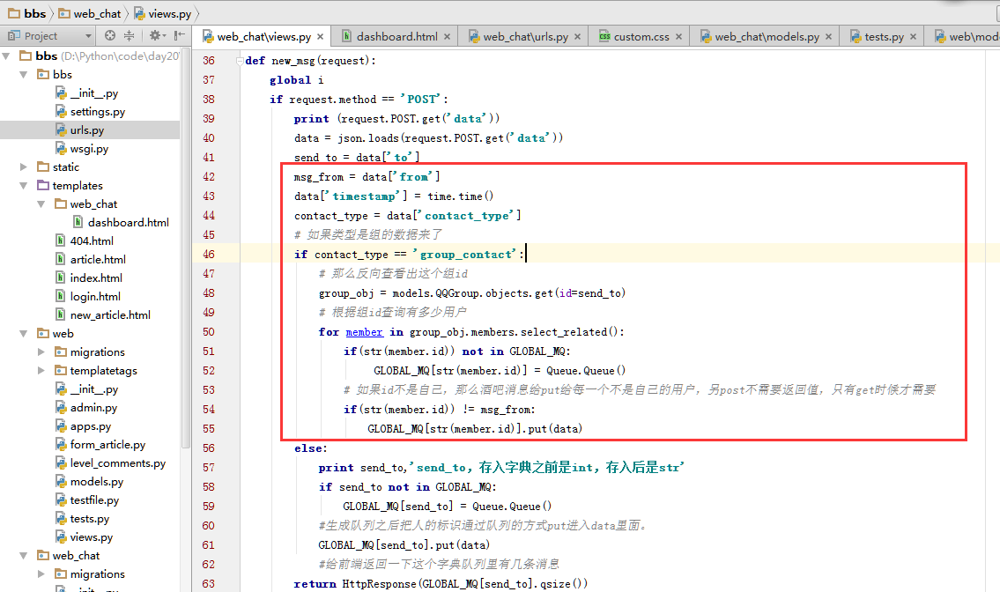 bbs web_chat views.py
Project
web_chat\views.py × dashboard.html × web_chat\urls.py × custom.css × web_chat\models.py × tests.py × web\mod
bbs (D:\Python\code\day20
bbs
__init__.py
settings.py
urls.py
wsgi.py
static
templates
web_chat
dashboard.html
404.html
article.html
index.html
login.html
new_article.html
web
migrations
templatetags
__init__.py
admin.py
apps.py
form_article.py
level_comments.py
models.py
testfile.py
tests.py
views.py
web_chat
migrations
__init__.py
36 def new_msg(request):
37 global i
38 if request.method == 'POST':
39 print (request.POST.get('data'))
40 data = json.loads(request.POST.get('data'))
41 send_to = data['to']
42 msg_from = data['from']
43 data['timestamp'] = time.time()
44 contact_type = data['contact_type']
45 # 如果类型是组的数据来了
46 if contact_type == 'group_contact':
47 # 那么反向查看出这个组id
48 group_obj = models.QQGroup.objects.get(id=send_to)
49 # 根据组id查询有多少用户
50 for member in group_obj.members.select_related():
51 if(str(member.id)) not in GLOBAL_MQ:
52 GLOBAL_MQ[str(member.id)] = Queue.Queue()
53 # 如果id不是自己，那么酒吧消息给put给每一个不是自己的用户，另post不需要返回值，只有get时候才需要
54 if(str(member.id)) != msg_from:
55 GLOBAL_MQ[str(member.id)].put(data)
56 else:
57 print send_to,'send_to，存入字典之前是int，存入后是str'
58 if send_to not in GLOBAL_MQ:
59 GLOBAL_MQ[send_to] = Queue.Queue()
60 #生成队列之后把人的标识通过队列的方式put进入data里面。
61 GLOBAL_MQ[send_to].put(data)
62 #给前端返回一下这个字典队列里有几条消息
63 return HttpResponse(GLOBAL_MQ[send_to].qsize())